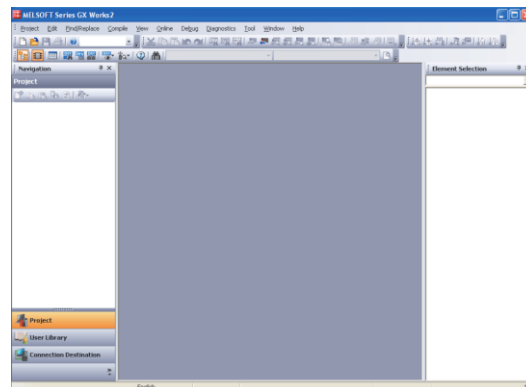 MELSOFT Series GX Works2
Project Edit Find/Replace Compile View Online Debug Diagnostics Tool Window Help
Navigation
Element Selection
Project
Project
User Library
Connection Destination
English